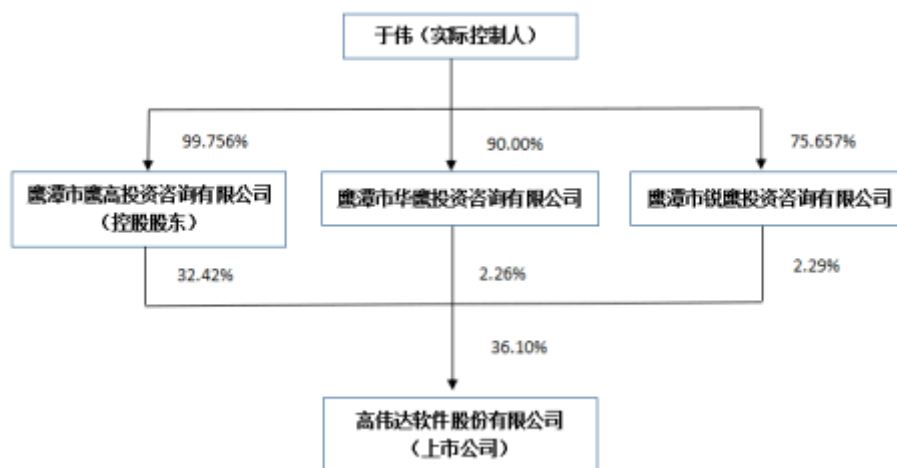 于伟（实际控制人）
99.756%
90.00%
75.657%
鹰潭市鹰高投资咨询有限公司
（控股股东）
鹰潭市华鹰投资咨询有限公司
鹰潭市锐鹰投资咨询有限公司
32.42%
2.26%
2.29%
36.10%
高伟达软件股份有限公司
（上市公司）